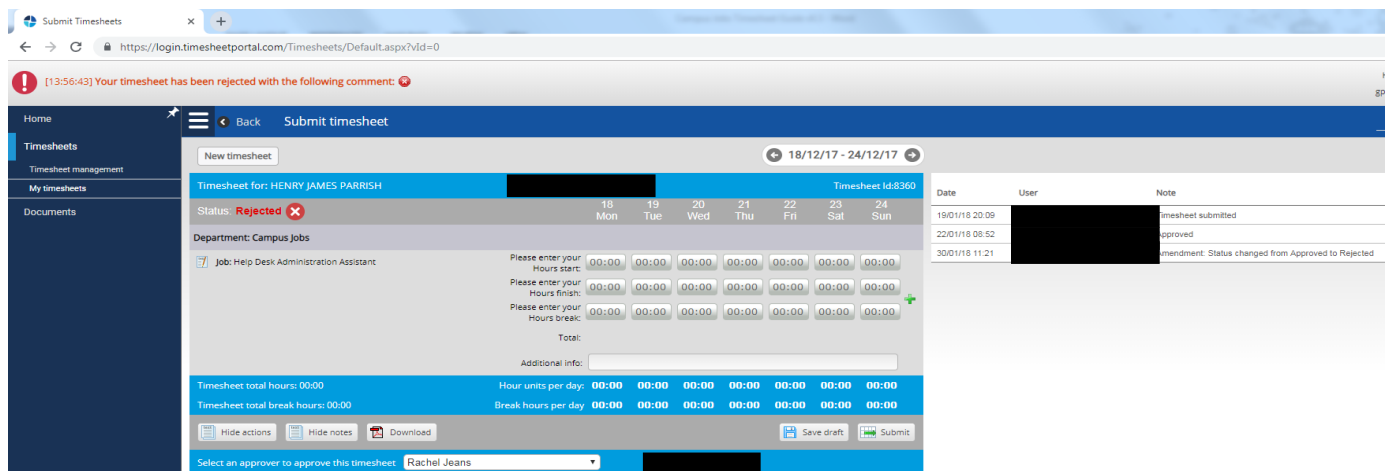 Submit Timesheets
https://login.timesheetportal.com/Timesheets/Default.aspx?vId=0
[13:56:43] Your timesheet has been rejected with the following comment:
Home
Timesheets
Timesheet management
My timesheets
Documents
Back Submit timesheet
New timesheet 18/12/17 - 24/12/17
Timesheet for: HENRY JAMES PARRISH Timesheet Id:8360
Status: Rejected 18 19 20 21 22 23 24
Mon Tue Wed Thu Fri Sat Sun
Department: Campus Jobs
Job: Help Desk Administration Assistant
Please enter your
Hours start: 00:00 00:00 00:00 00:00 00:00 00:00 00:00
Please enter your
Hours finish: 00:00 00:00 00:00 00:00 00:00 00:00 00:00
Please enter your
Hours break: 00:00 00:00 00:00 00:00 00:00 00:00 00:00
Total:
Additional info:
Timesheet total hours: 00:00 Hour units per day: 00:00 00:00 00:00 00:00 00:00 00:00 00:00
Timesheet total break hours: 00:00 Break hours per day 00:00 00:00 00:00 00:00 00:00 00:00 00:00
Hide actions Hide notes Download Save draft Submit
Select an approver to approve this timesheet Rachel Jeans
Date User Note
19/01/18 20:09 Timesheet submitted
22/01/18 08:52 Approved
30/01/18 11:21 Amendment: Status changed from Approved to Rejected